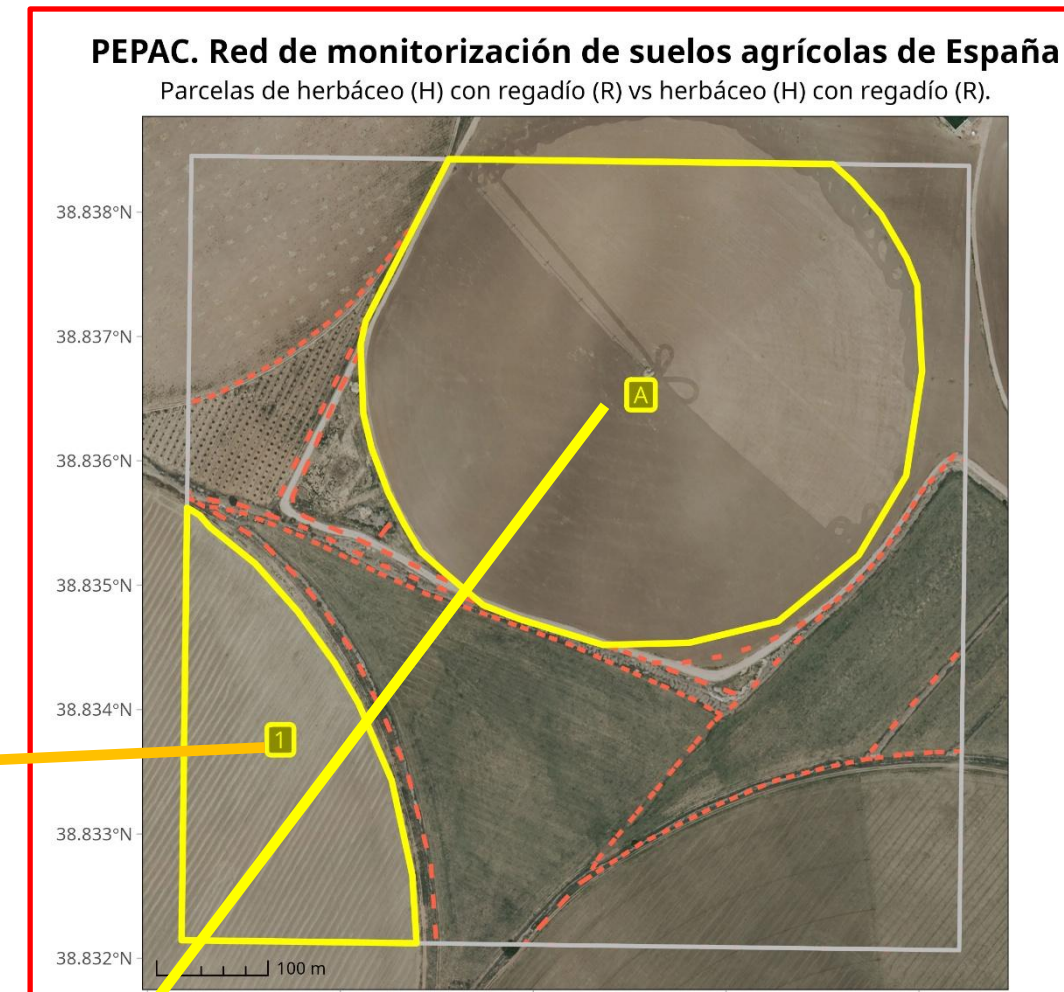 PEPAC. Red de monitorización de suelos agrícolas de España
Parcelas de herbáceo (H) con regadío (R) vs herbáceo (H) con regadío (R).
38.838°N
38.837°N
A
38.836°N
38.835°N
38.834°N
1
38.833°N
38.832°N
100 m